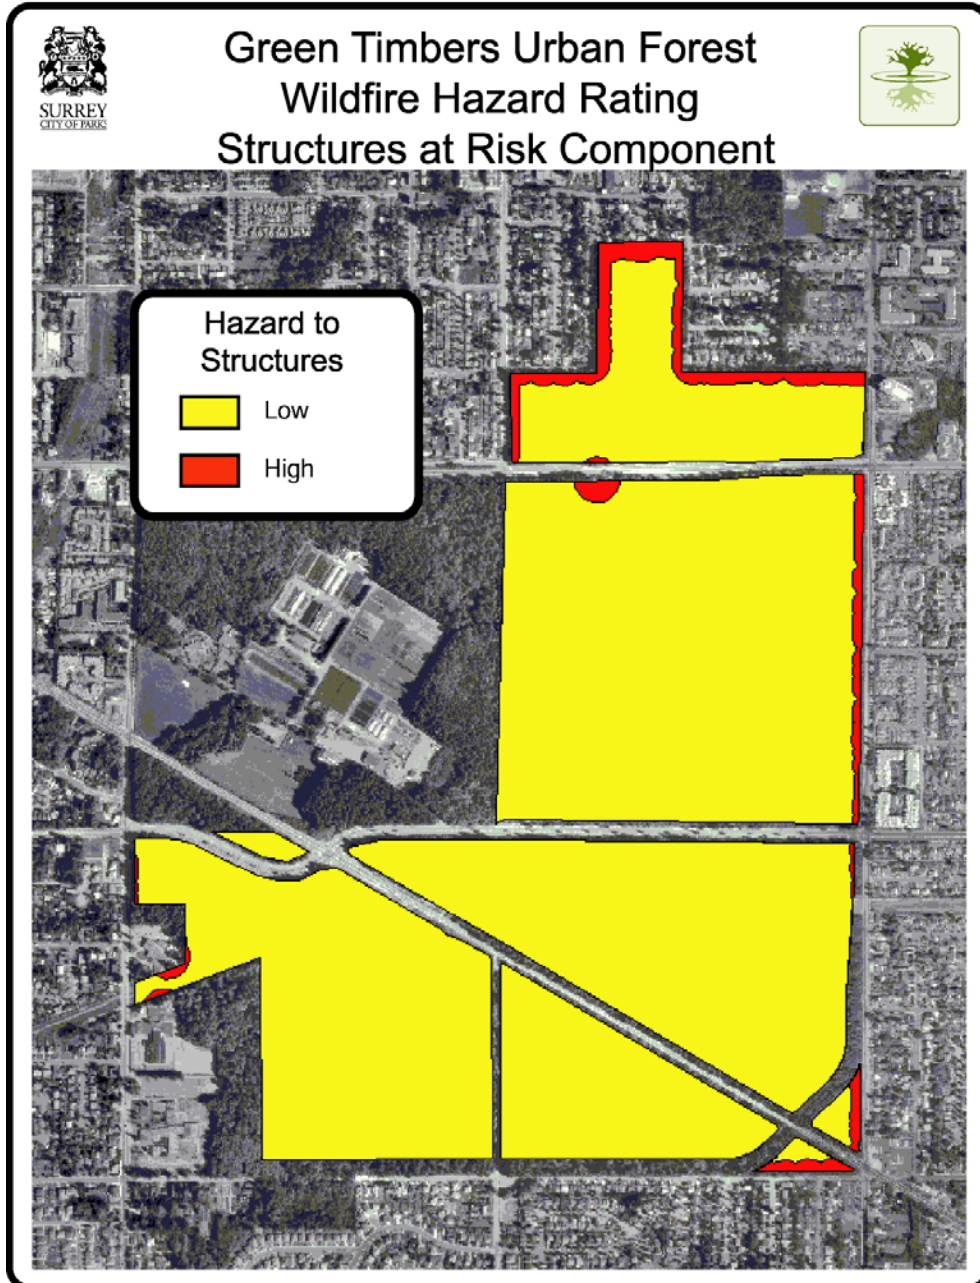 Green Timbers Urban Forest
Wildfire Hazard Rating
Structures at Risk Component
SURREY
CITY OF PARKS
Hazard to
Structures
Low
High